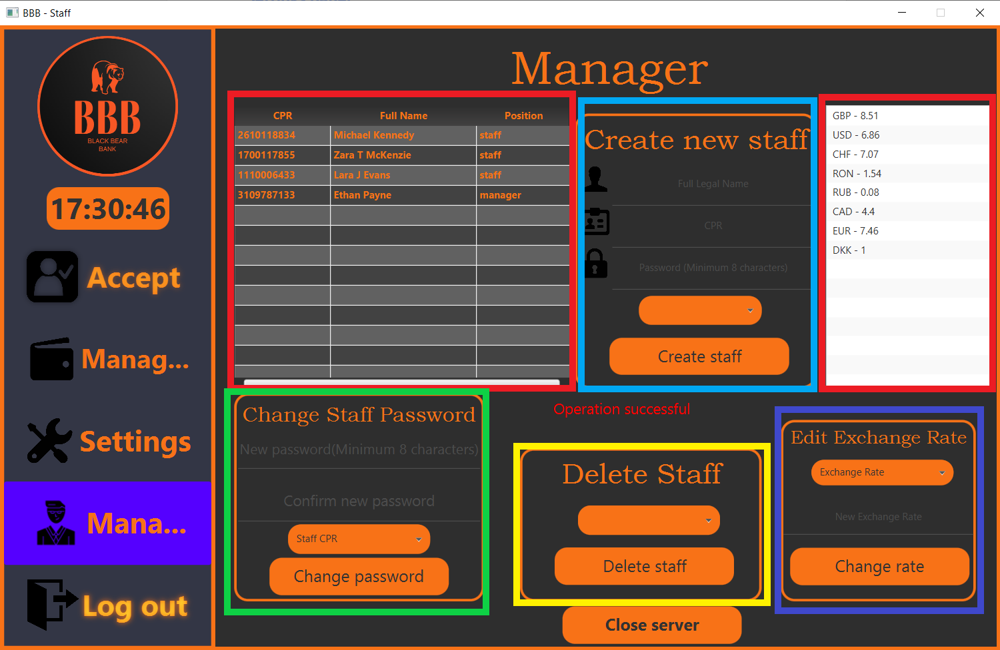 BBB - Staff
BBB
BLACK BEAR
BANK
17:30:46
Accept
Manag...
Settings
Mana...
Log out
Manager
CPR Full Name Position
2610118834 Michael Kennedy staff
1700117855 Zara T McKenzie staff
1110006433 Lara J Evans staff
3109787133 Ethan Payne manager
Create new staff
Full Legal Name
CPR
Password (Minimum 8 characters)
Create staff
GBP - 8.51
USD - 6.86
CHF - 7.07
RON - 1.54
RUB - 0.08
CAD - 4.4
EUR - 7.46
DKK - 1
Change Staff Password
New password(Minimum 8 characters)
Confirm new password
Staff CPR
Change password
Operation successful
Delete Staff
Delete staff
Close server
Edit Exchange Rate
Exchange Rate
New Exchange Rate
Change rate